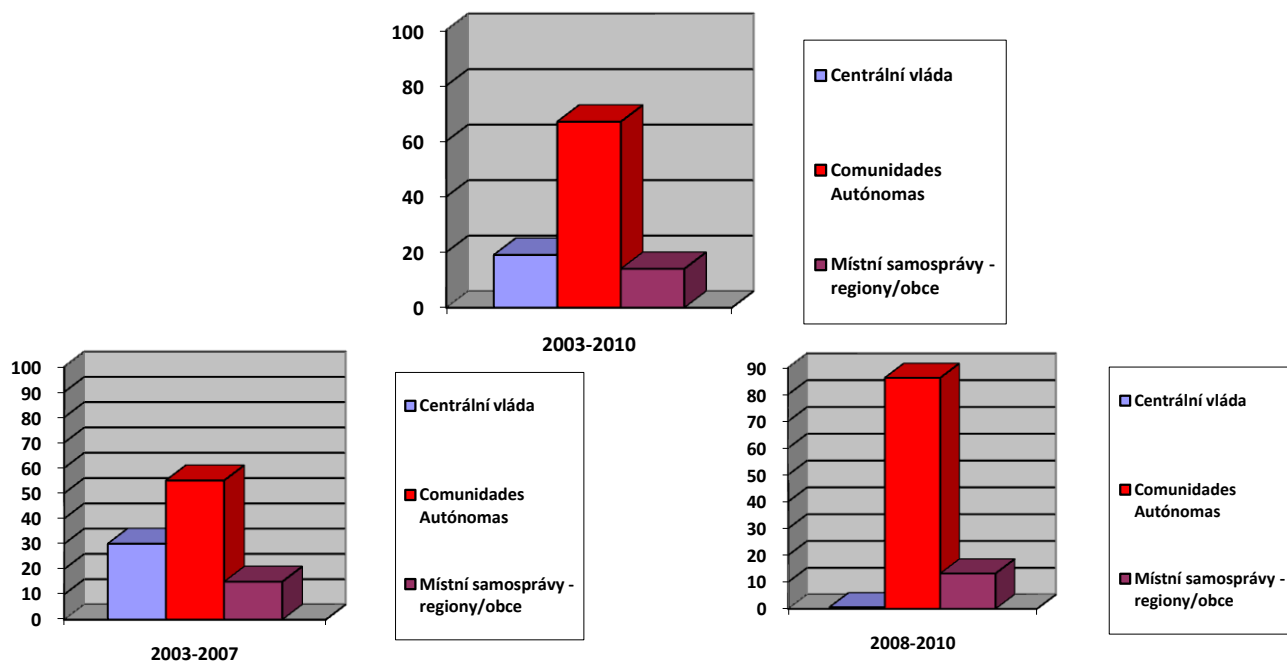 100
80
60
40
20
0
2003-2010
Centrální vláda
Comunidades
Autónomas
Místní samosprávy -
regiony/obce
100
90
80
70
60
50
40
30
20
10
0
2003-2007
Centrální vláda
Comunidades
Autónomas
Místní samosprávy -
regiony/obce
90
80
70
60
50
40
30
20
10
0
2008-2010
Centrální vláda
Comunidades
Autónomas
Místní samosprávy -
regiony/obce